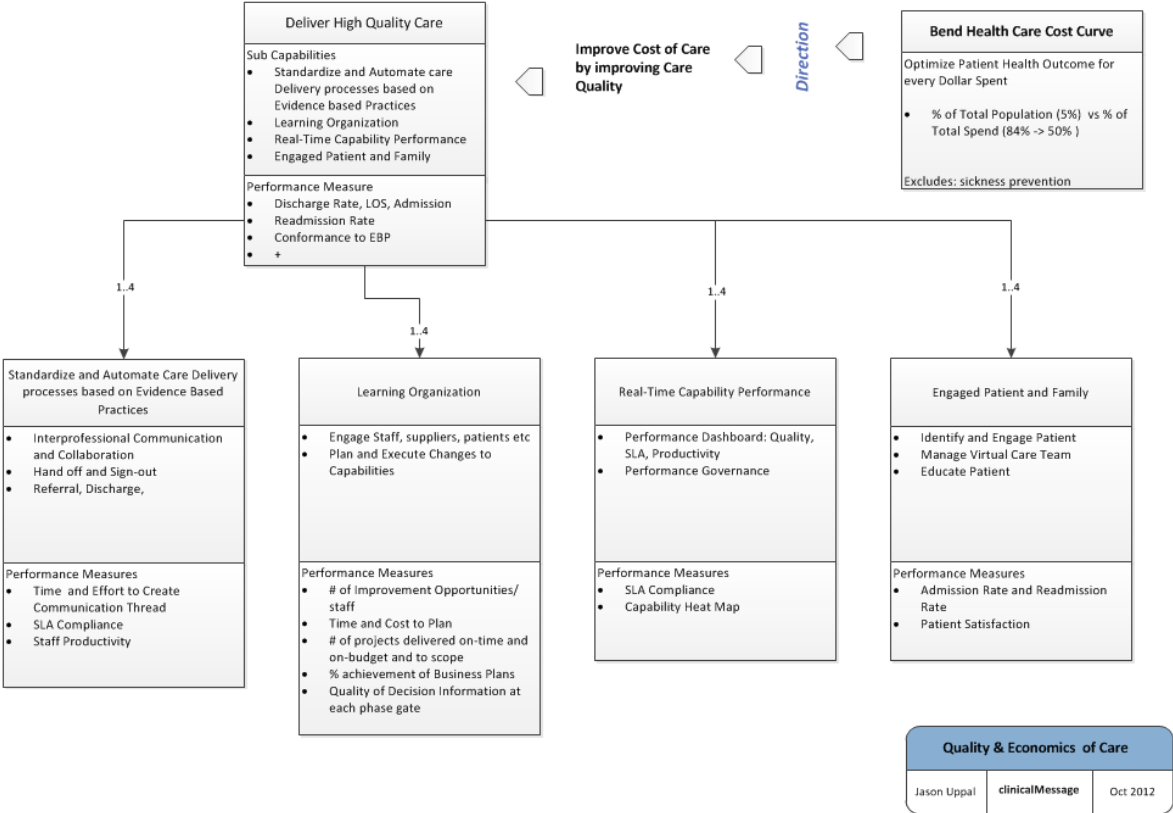 Deliver High Quality Care
Sub Capabilities
• Standardize and Automate care
Delivery processes based on
Evidence based Practices
• Learning Organization
• Real-Time Capability Performance
• Engaged Patient and Family
Performance Measure
• Discharge Rate, LOS, Admission
• Readmission Rate
• Conformance to EBP
• +
Improve Cost of Care
by improving Care
Quality
Direction
Bend Health Care Cost Curve
Optimize Patient Health Outcome for
every Dollar Spent
• % of Total Population (5%) vs % of
Total Spend (84% -> 50% )
Excludes: sickness prevention
1..4
1..4
1..4
1..4
Standardize and Automate Care Delivery
processes based on Evidence Based
Practices
• Interprofessional Communication
and Collaboration
• Hand off and Sign-out
• Referral, Discharge,
Performance Measures
• Time and Effort to Create
Communication Thread
• SLA Compliance
• Staff Productivity
Learning Organization
• Engage Staff, suppliers, patients etc
• Plan and Execute Changes to
Capabilities
Performance Measures
• # of Improvement Opportunities/
staff
• Time and Cost to Plan
• # of projects delivered on-time and
on-budget and to scope
• % achievement of Business Plans
• Quality of Decision Information at
each phase gate
Real-Time Capability Performance
• Performance Dashboard: Quality,
SLA, Productivity
• Performance Governance
Performance Measures
• SLA Compliance
• Capability Heat Map
Engaged Patient and Family
• Identify and Engage Patient
• Manage Virtual Care Team
• Educate Patient
Performance Measures
• Admission Rate and Readmission
Rate
• Patient Satisfaction
Quality & Economics of Care
Jason Uppal
clinicalMessage
Oct 2012